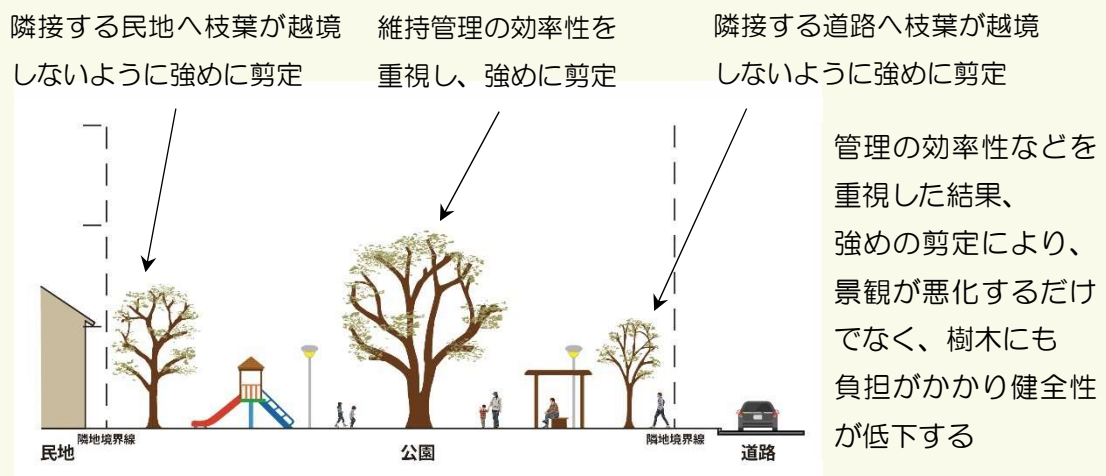 隣接する民地へ枝葉が越境
しないように強めに剪定
維持管理の効率性を
重視し、強めに剪定
隣接する道路へ枝葉が越境
しないように強めに剪定
管理の効率性などを
重視した結果、
強めの剪定により、
景観が悪化するだけ
でなく、樹木にも
負担がかかり健全性
が低下する
民地
隣地境界線
公園
隣地境界線
道路